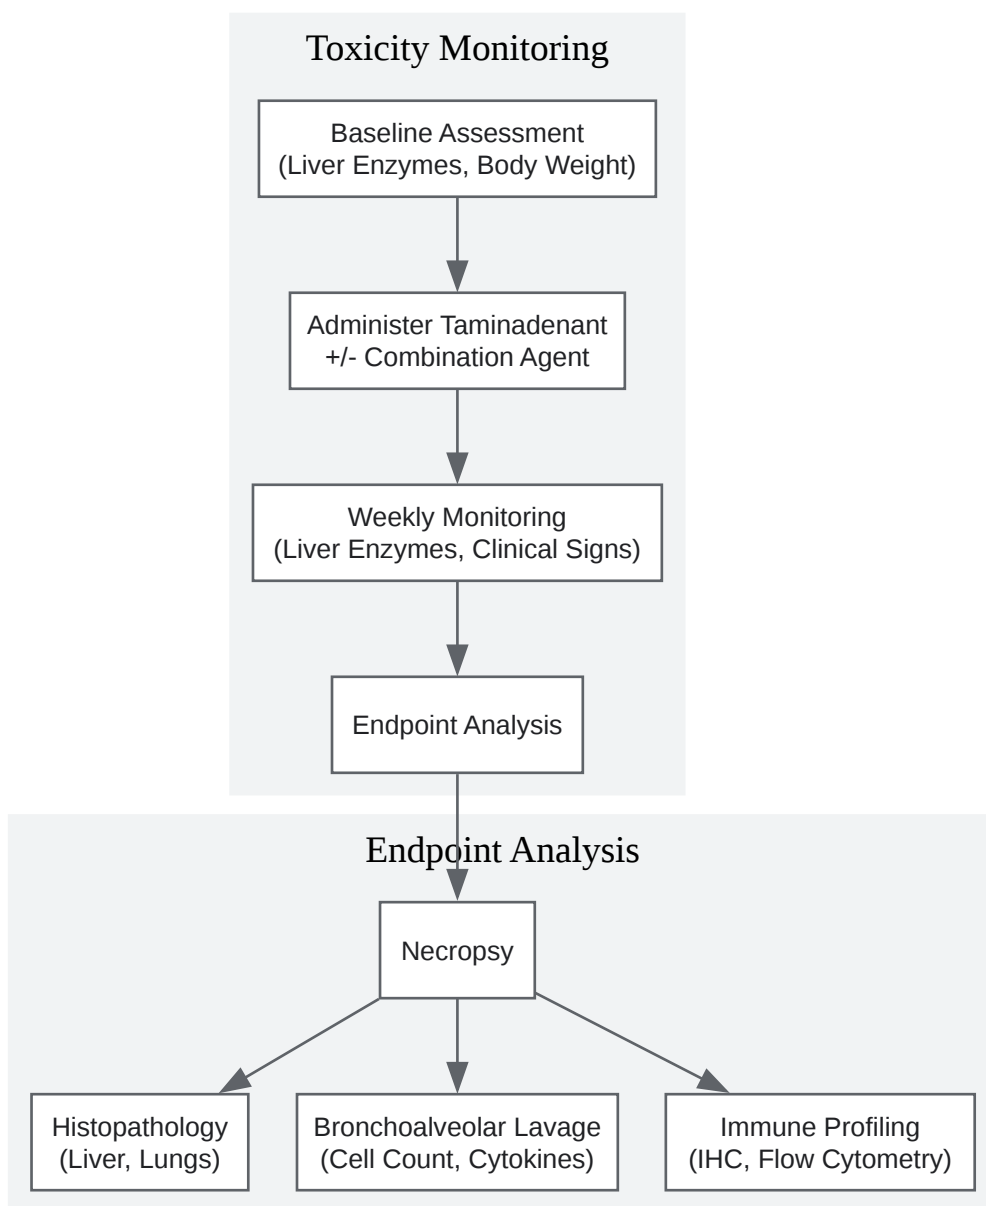 Toxicity Monitoring
Baseline Assessment
(Liver Enzymes, Body Weight)
Administer Taminadenant
+/- Combination Agent
Weekly Monitoring
(Liver Enzymes, Clinical Signs)
Endpoint Analysis
Endpoint Analysis
Necropsy
Histopathology
(Liver, Lungs)
Bronchoalveolar Lavage
(Cell Count, Cytokines)
Immune Profiling
(IHC, Flow Cytometry)